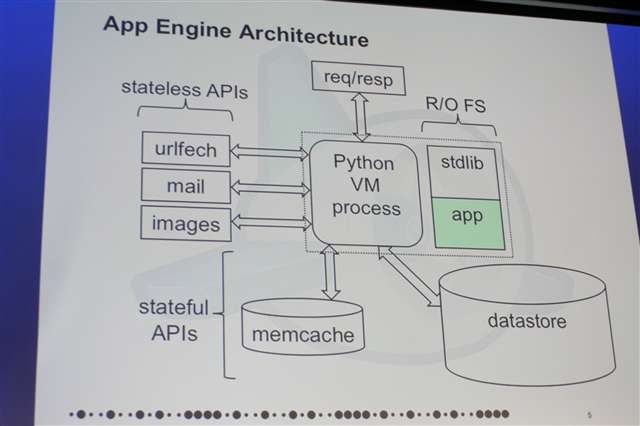 App Engine Architecture
req/resp
stateless APIs
R/O FS
urlfech
mail
images
Python
VM
process
stdlib
app
stateful
APIs
memcache
datastore
5